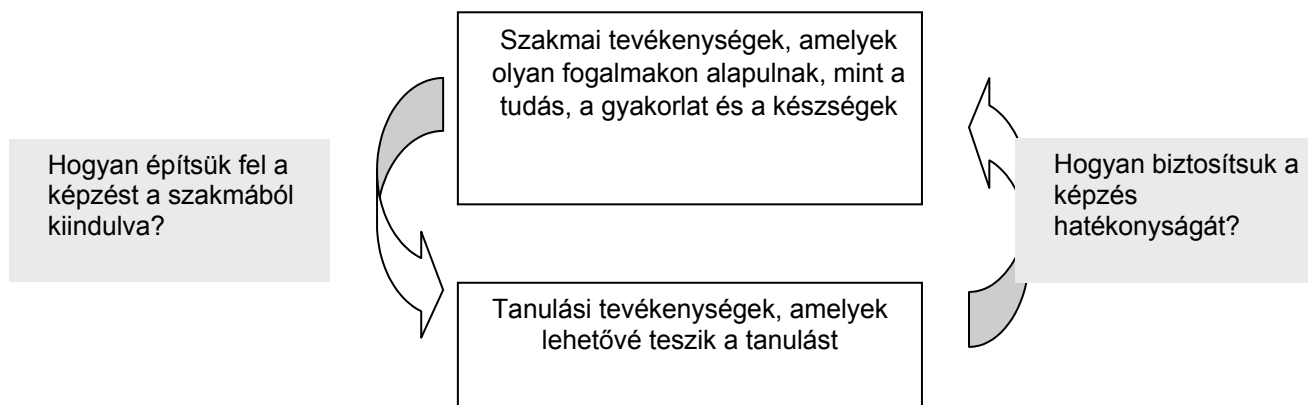 Szakmai tevékenységek, amelyek
olyan fogalmakon alapulnak, mint a
tudás, a gyakorlat és a készségek
Hogyan építsük fel a
képzést a szakmából
kiindulva?
Hogyan biztosítsuk a
képzés
hatékonyságát?
Tanulási tevékenységek, amelyek
lehetővé teszik a tanulást